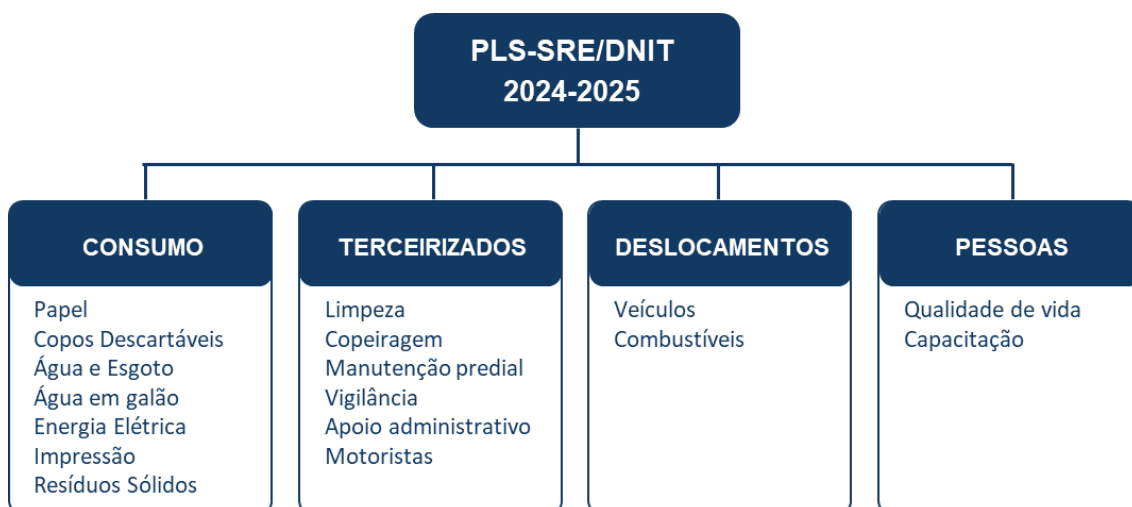 PLS-SRE/DNIT
2024-2025
CONSUMO
Papel
Copos Descartáveis
Água e Esgoto
Água em galão
Energia Elétrica
Impressão
Resíduos Sólidos
TERCEIRIZADOS
Limpeza
Copeiragem
Manutenção predial
Vigilância
Apoio administrativo
Motoristas
DESLOCAMENTOS
Veículos
Combustíveis
PESSOAS
Qualidade de vida
Capacitação